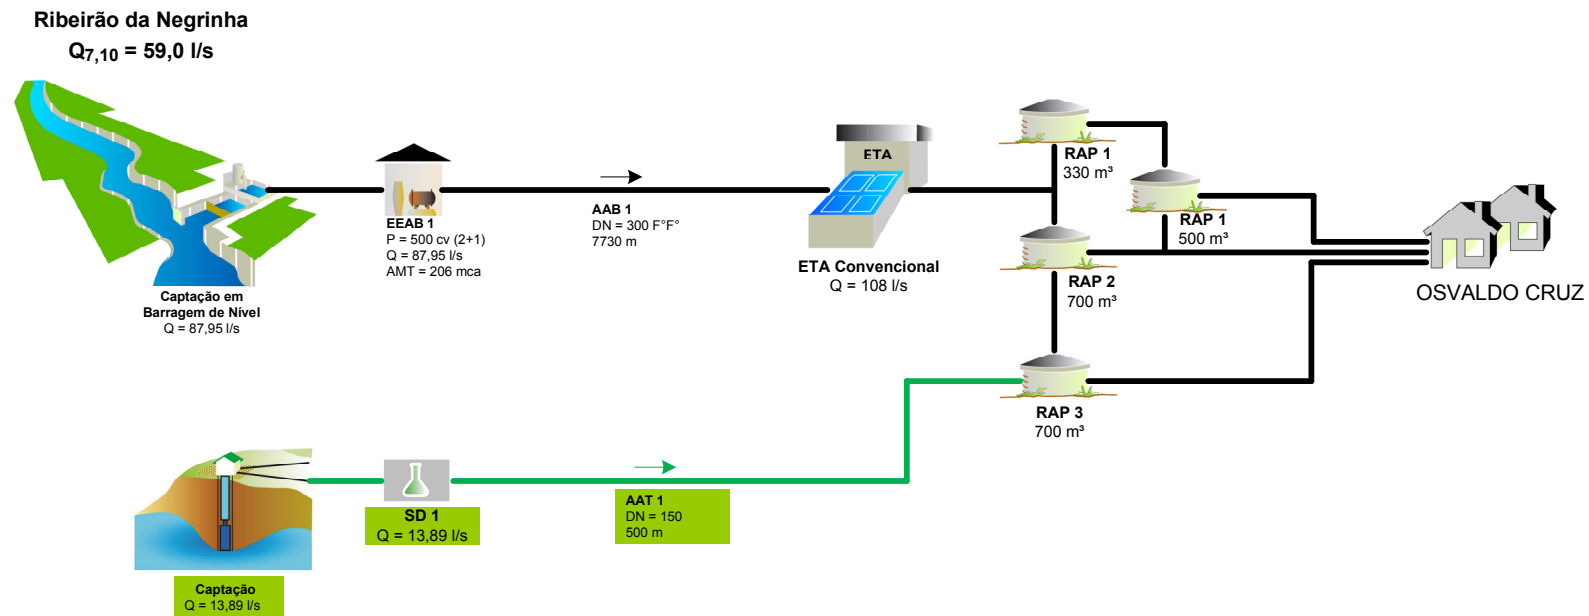 Ribeirão da Negrinha
Q7,10 = 59,0 l/s
Captação em
Barragem de Nível
Q = 87,95 l/s
EEAB 1
P = 500 cv (2+1)
Q = 87,95 l/s
AMT = 206 mca
AAB 1
DN = 300 F°F°
7730 m
ETA
ETA Convencional
Q = 108 l/s
RAP 1
330 m³
RAP 1
500 m³
RAP 2
700 m³
RAP 3
700 m³
OSVALDO CRUZ
Captação
Q = 13,89 l/s
SD 1
Q = 13,89 l/s
AAT 1
DN = 150
500 m